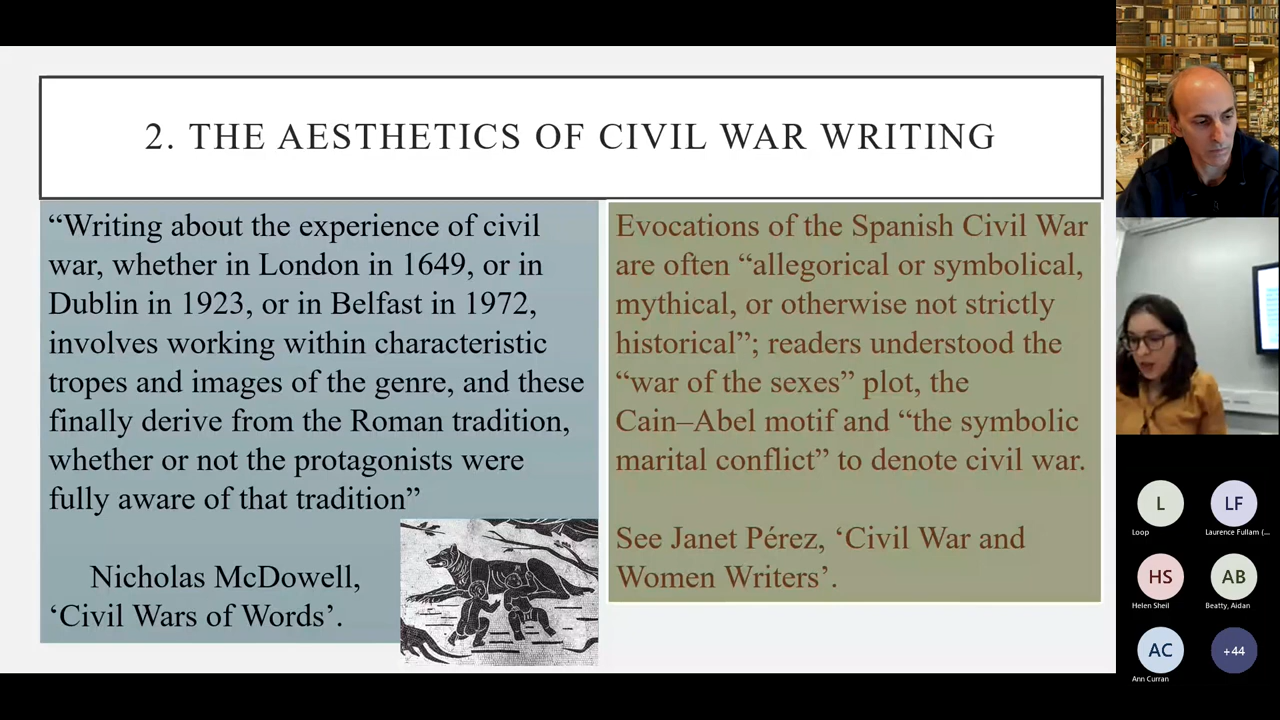 2. THE AESTHETICS OF CIVIL WAR WRITING
“Writing about the experience of civil
war, whether in London in 1649, or in
Dublin in 1923, or in Belfast in 1972,
involves working within characteristic
tropes and images of the genre, and these
finally derive from the Roman tradition,
whether or not the protagonists were
fully aware of that tradition”
Nicholas McDowell,
‘Civil Wars of Words’.
Evocations of the Spanish Civil War
are often “allegorical or symbolical,
mythical, or otherwise not strictly
historical”; readers understood the
“war of the sexes” plot, the
Cain–Abel motif and “the symbolic
marital conflict” to denote civil war.
See Janet Pérez, ‘Civil War and
Women Writers’.
L
Loop
LF
Laurence Fullam (...
HS
Helen Sheil
AB
Beatty, Aidan
AC
Ann Curran
+44